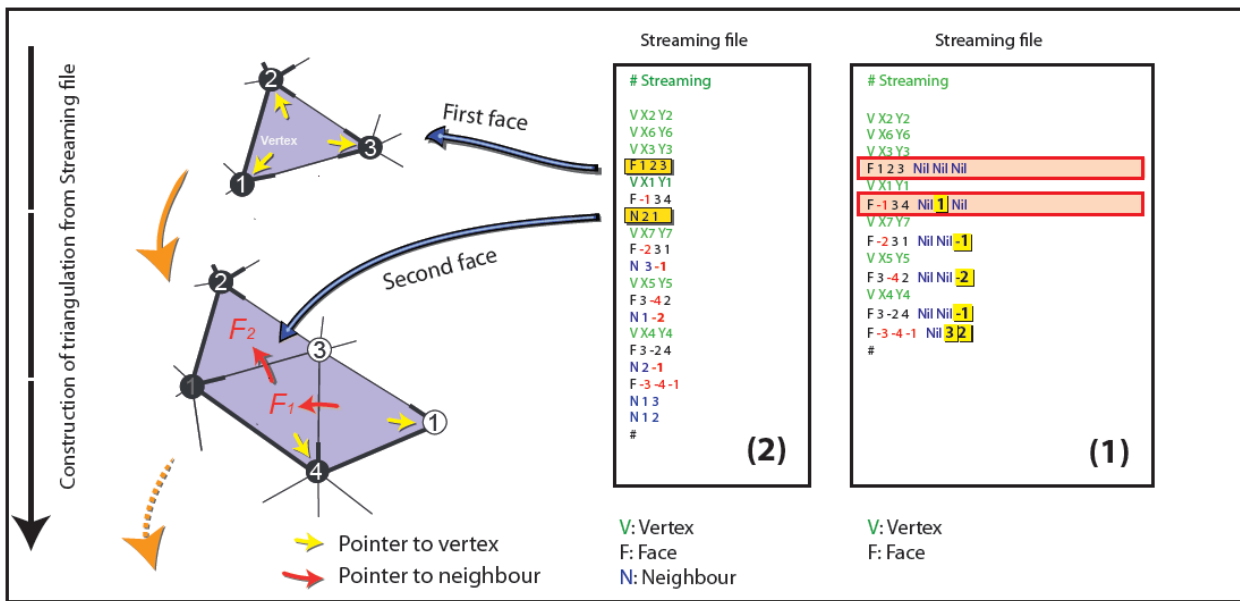 Construction of triangulation from Streaming file
2
Vertex
3
1
First face
Second face
2
F2
3
1
F1
1
4
Pointer to vertex
Pointer to neighbour
Streaming file
# Streaming
V X2 Y2
V X6 Y6
V X3 Y3
F 1 2 3
V X1 Y1
F -1 3 4
N 2 1
V X7 Y7
F -2 3 1
N 3 -1
V X5 Y5
F 3 -4 2
N 1 -2
V X4 Y4
F 3 -2 4
N 2 -1
F -3 -4 -1
N 1 3
N 1 2
#
(2)
V: Vertex
F: Face
N: Neighbour
Streaming file
# Streaming
V X2 Y2
V X6 Y6
V X3 Y3
F 1 2 3 Nil Nil Nil
V X1 Y1
F -1 3 4 Nil 1 Nil
V X7 Y7
F -2 3 1 Nil Nil -1
V X5 Y5
F 3 -4 2 Nil Nil -2
V X4 Y4
F 3 -2 4 Nil Nil -1
F -3 -4 -1 Nil 3 2
#
(1)
V: Vertex
F: Face